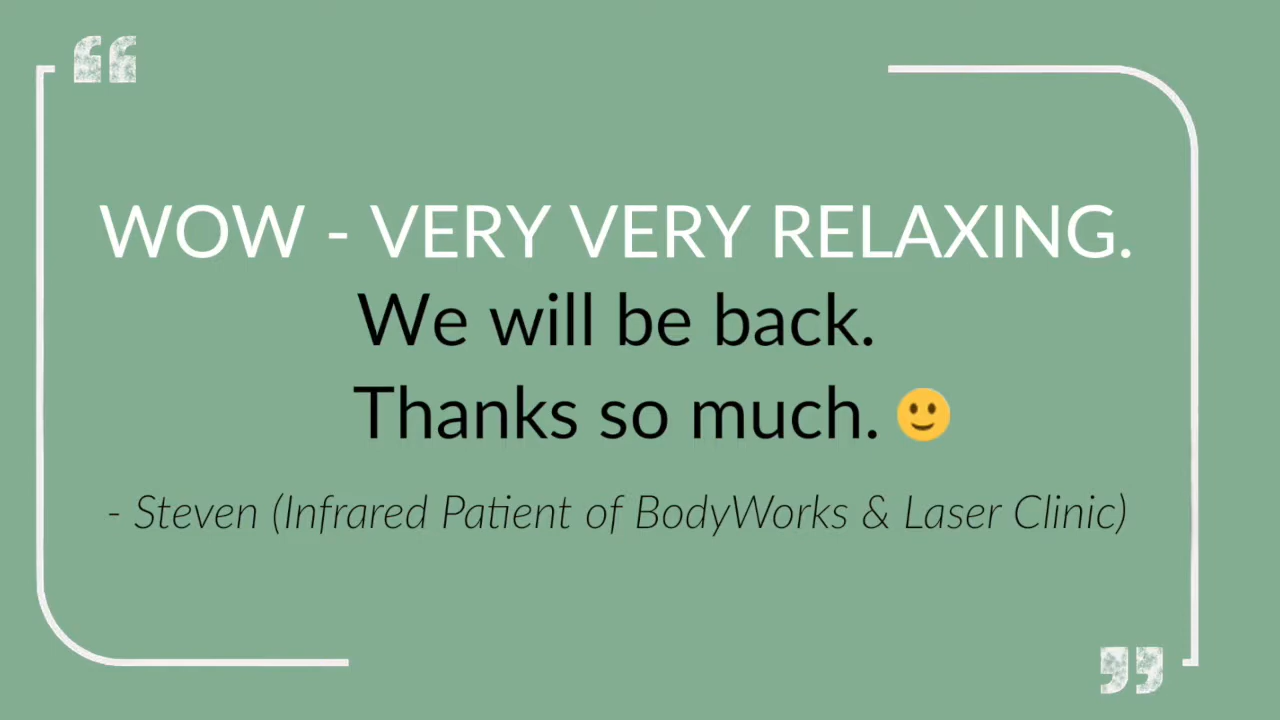 WOW - VERY VERY RELAXING.
We will be back.
Thanks so much. 🙂
- Steven (Infrared Patient of BodyWorks & Laser Clinic)